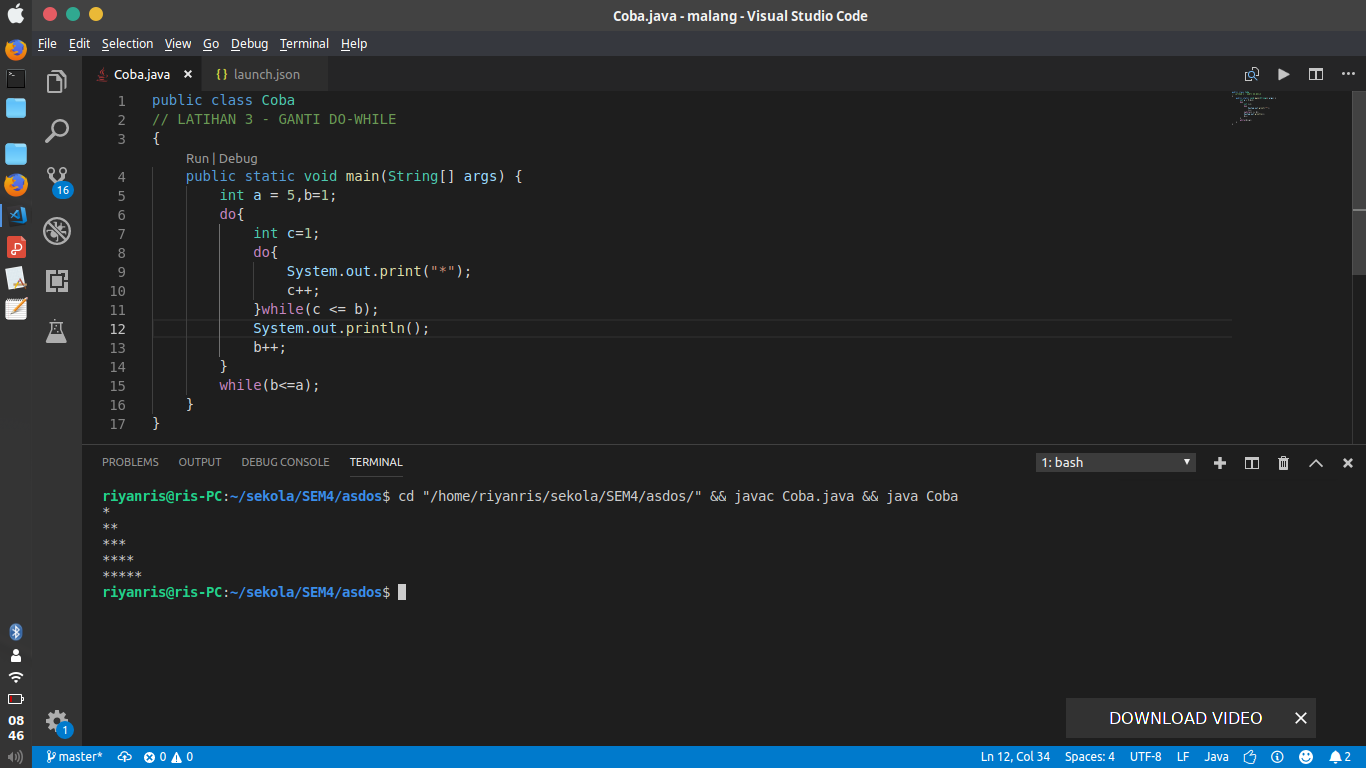 Coba.java - malang - Visual Studio Code
File Edit Selection View Go Debug Terminal Help
Coba.java × {} launch.json
1 public class Coba
2 // LATIHAN 3 - GANTI DO-WHILE
3 {
Run | Debug
4 public static void main(String[] args) {
5 int a = 5,b=1;
6 do{
7 int c=1;
8 do{
9 System.out.print("*");
10 c++;
11 }while(c <= b);
12 System.out.println();
13 b++;
14 }
15 while(b<=a);
16 }
17 }
16
PROBLEMS OUTPUT DEBUG CONSOLE TERMINAL 1: bash
riyanris@ris-PC:~/sekola/SEM4/asdos$ cd "/home/riyanris/sekola/SEM4/asdos/" && javac Coba.java && java Coba
*
**
***
****
*****
riyanris@ris-PC:~/sekola/SEM4/asdos$
08
46
1
DOWNLOAD VIDEO ×
master* 0 0 Ln 12, Col 34 Spaces: 4 UTF-8 LF Java 2